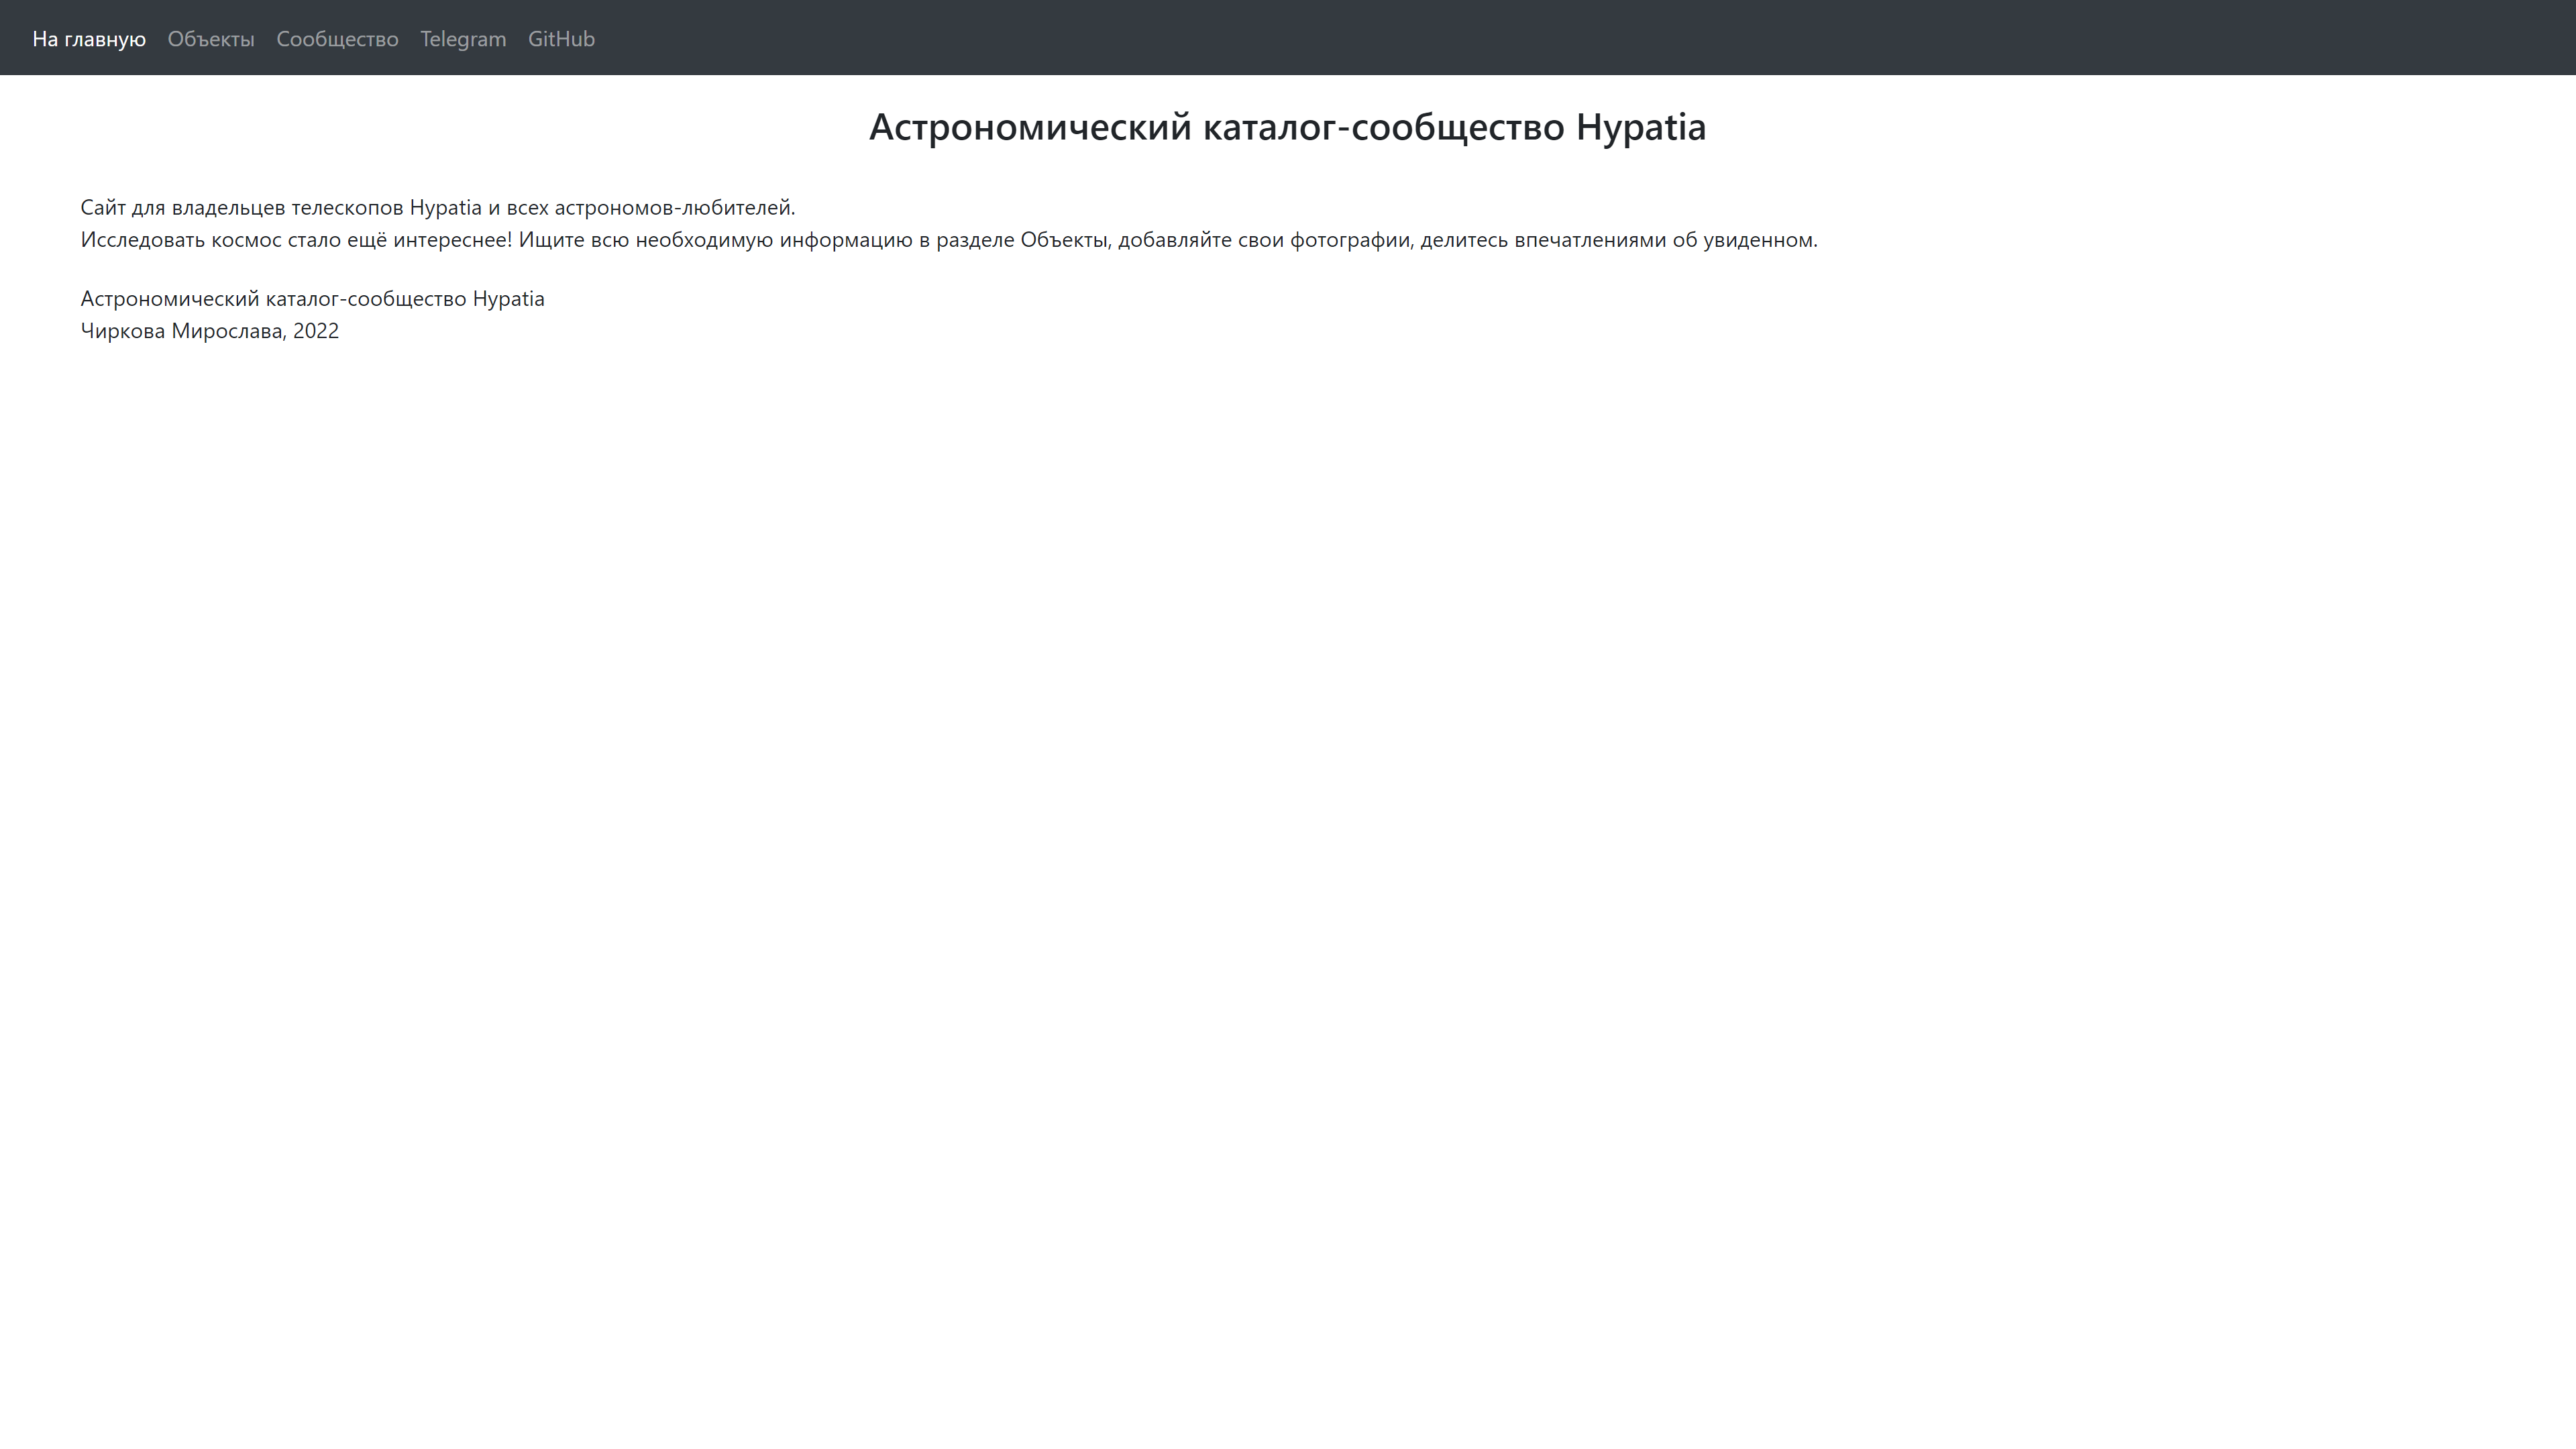 На главную Объекты Сообщество Telegram GitHub
Астрономический каталог-сообщество Hypatia
Сайт для владельцев телескопов Hypatia и всех астрономов-любителей.
Исследовать космос стало ещё интереснее! Ищите всю необходимую информацию в разделе Объекты, добавляйте свои фотографии, делитесь впечатлениями об увиденном.
Астрономический каталог-сообщество Hypatia
Чиркова Мирослава, 2022